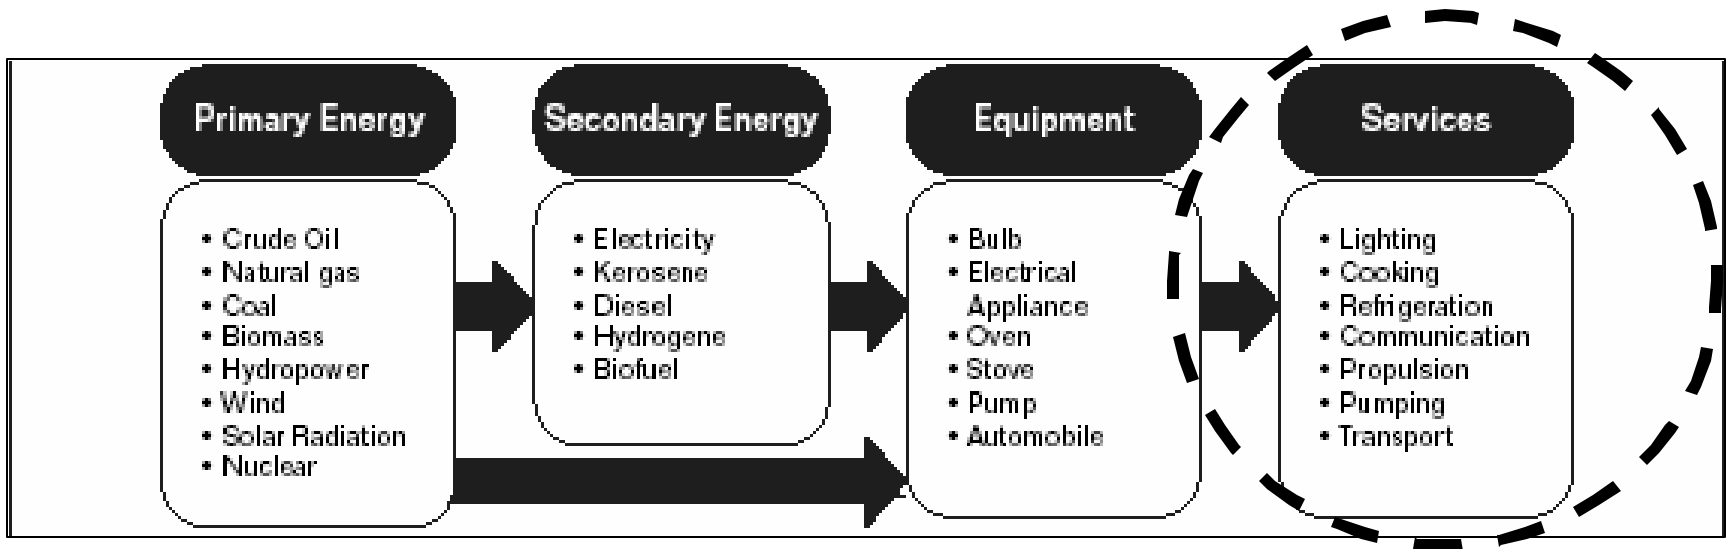 Primary Energy
• Crude Oil
• Natural gas
• Coal
• Biomass
• Hydropower
• Wind
• Solar Radiation
• Nuclear
Secondary Energy
• Electricity
• Kerosene
• Diesel
• Hydrogene
• Biofuel
Equipment
• Bulb
• Electrical
Appliance
• Oven
• Stove
• Pump
• Automobile
Services
• Lighting
• Cooking
• Refrigeration
• Communication
• Propulsion
• Pumping
• Transport